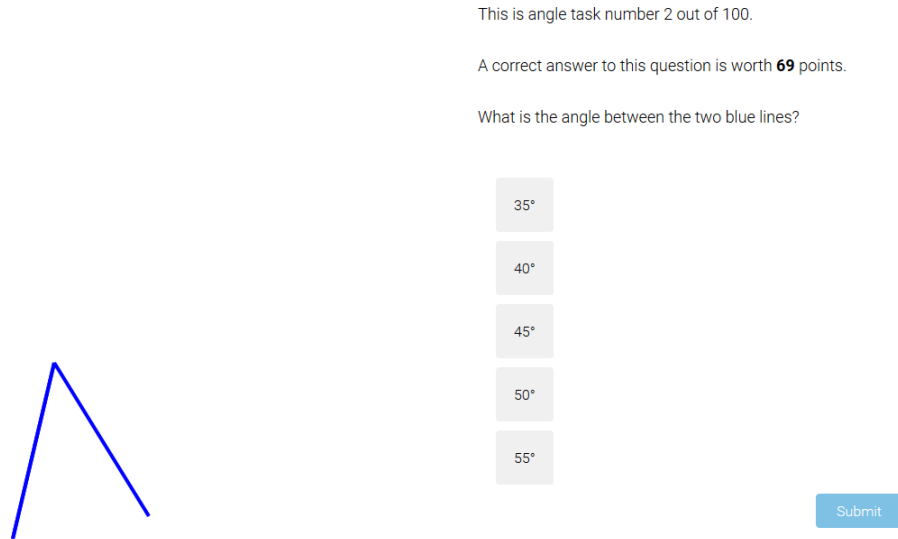 This is angle task number 2 out of 100.
A correct answer to this question is worth 69 points.
What is the angle between the two blue lines?
35°
40°
45°
50°
55°
Submit